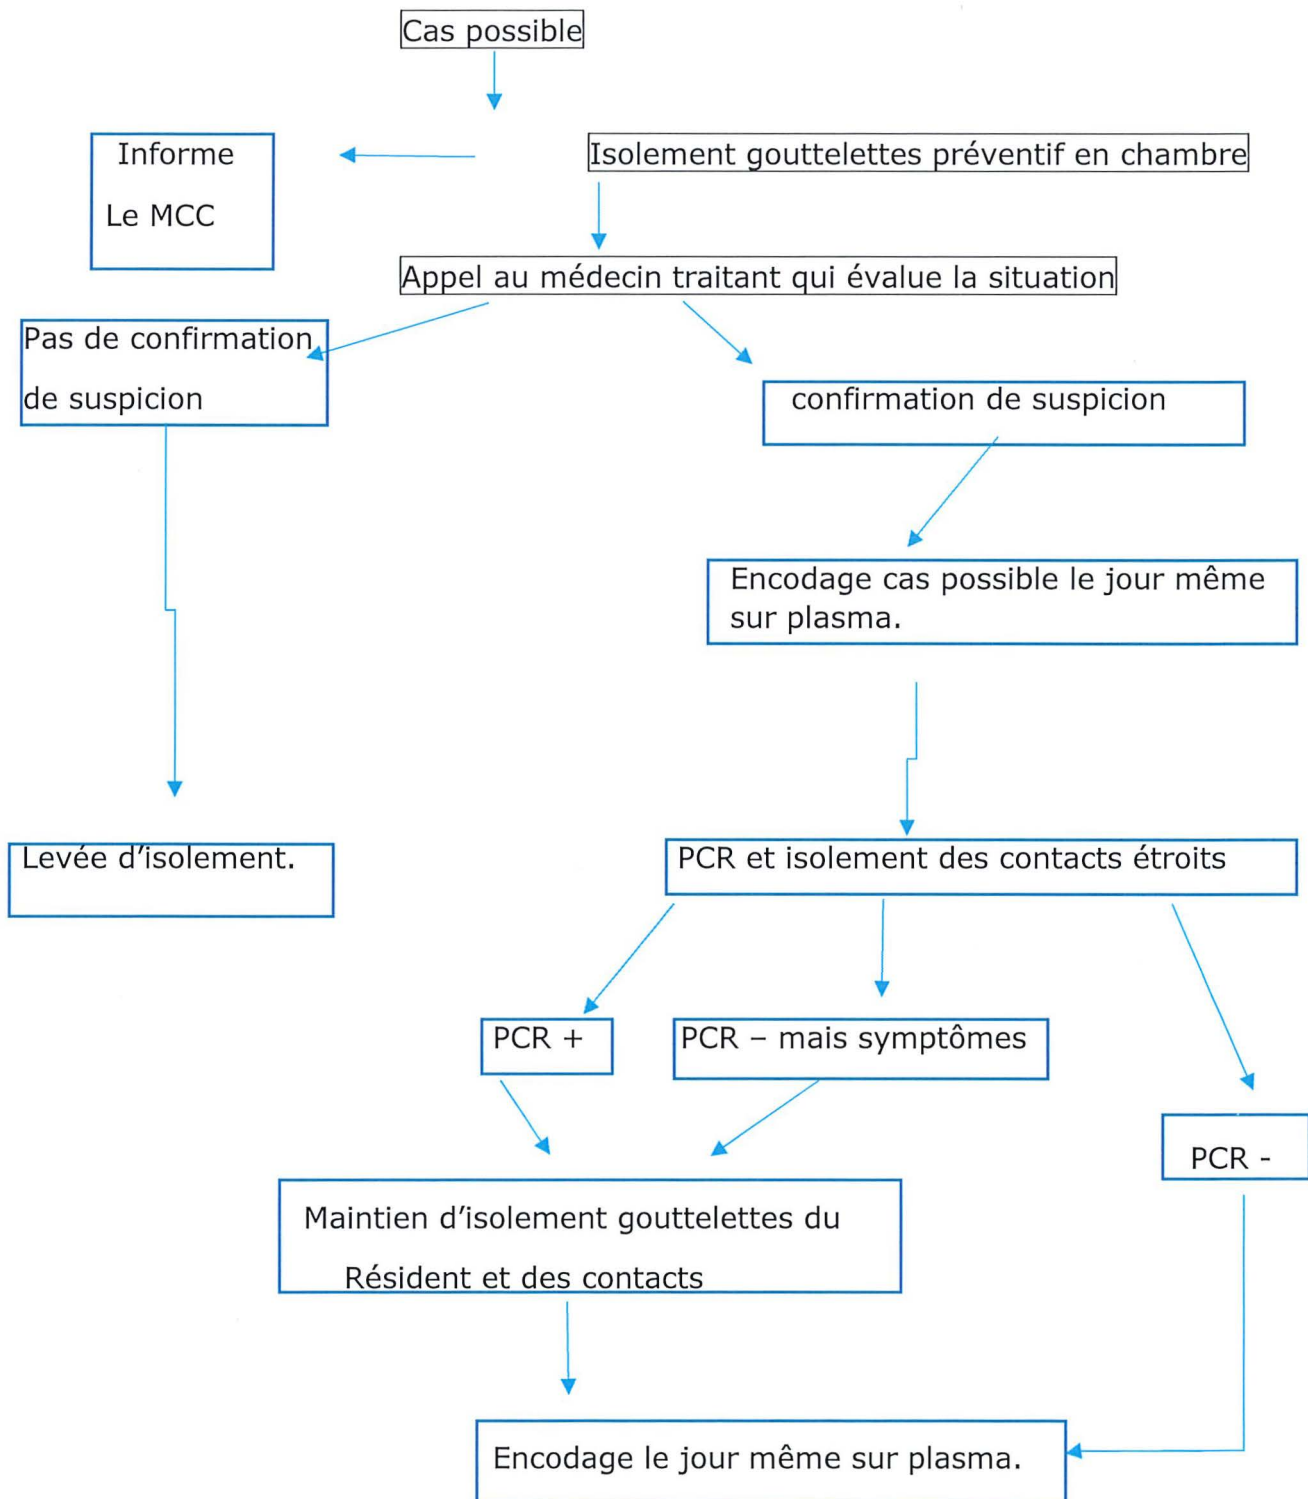 Cas possible
Informe
Le MCC
Isolement gouttelettes préventif en chambre
Appel au médecin traitant qui évalue la situation
Pas de confirmation
de suspicion
confirmation de suspicion
Encodage cas possible le jour même
sur plasma.
Levée d'isolement.
PCR et isolement des contacts étroits
PCR +
PCR – mais symptômes
PCR -
Maintien d'isolement gouttelettes du
Résident et des contacts
Encodage le jour même sur plasma.